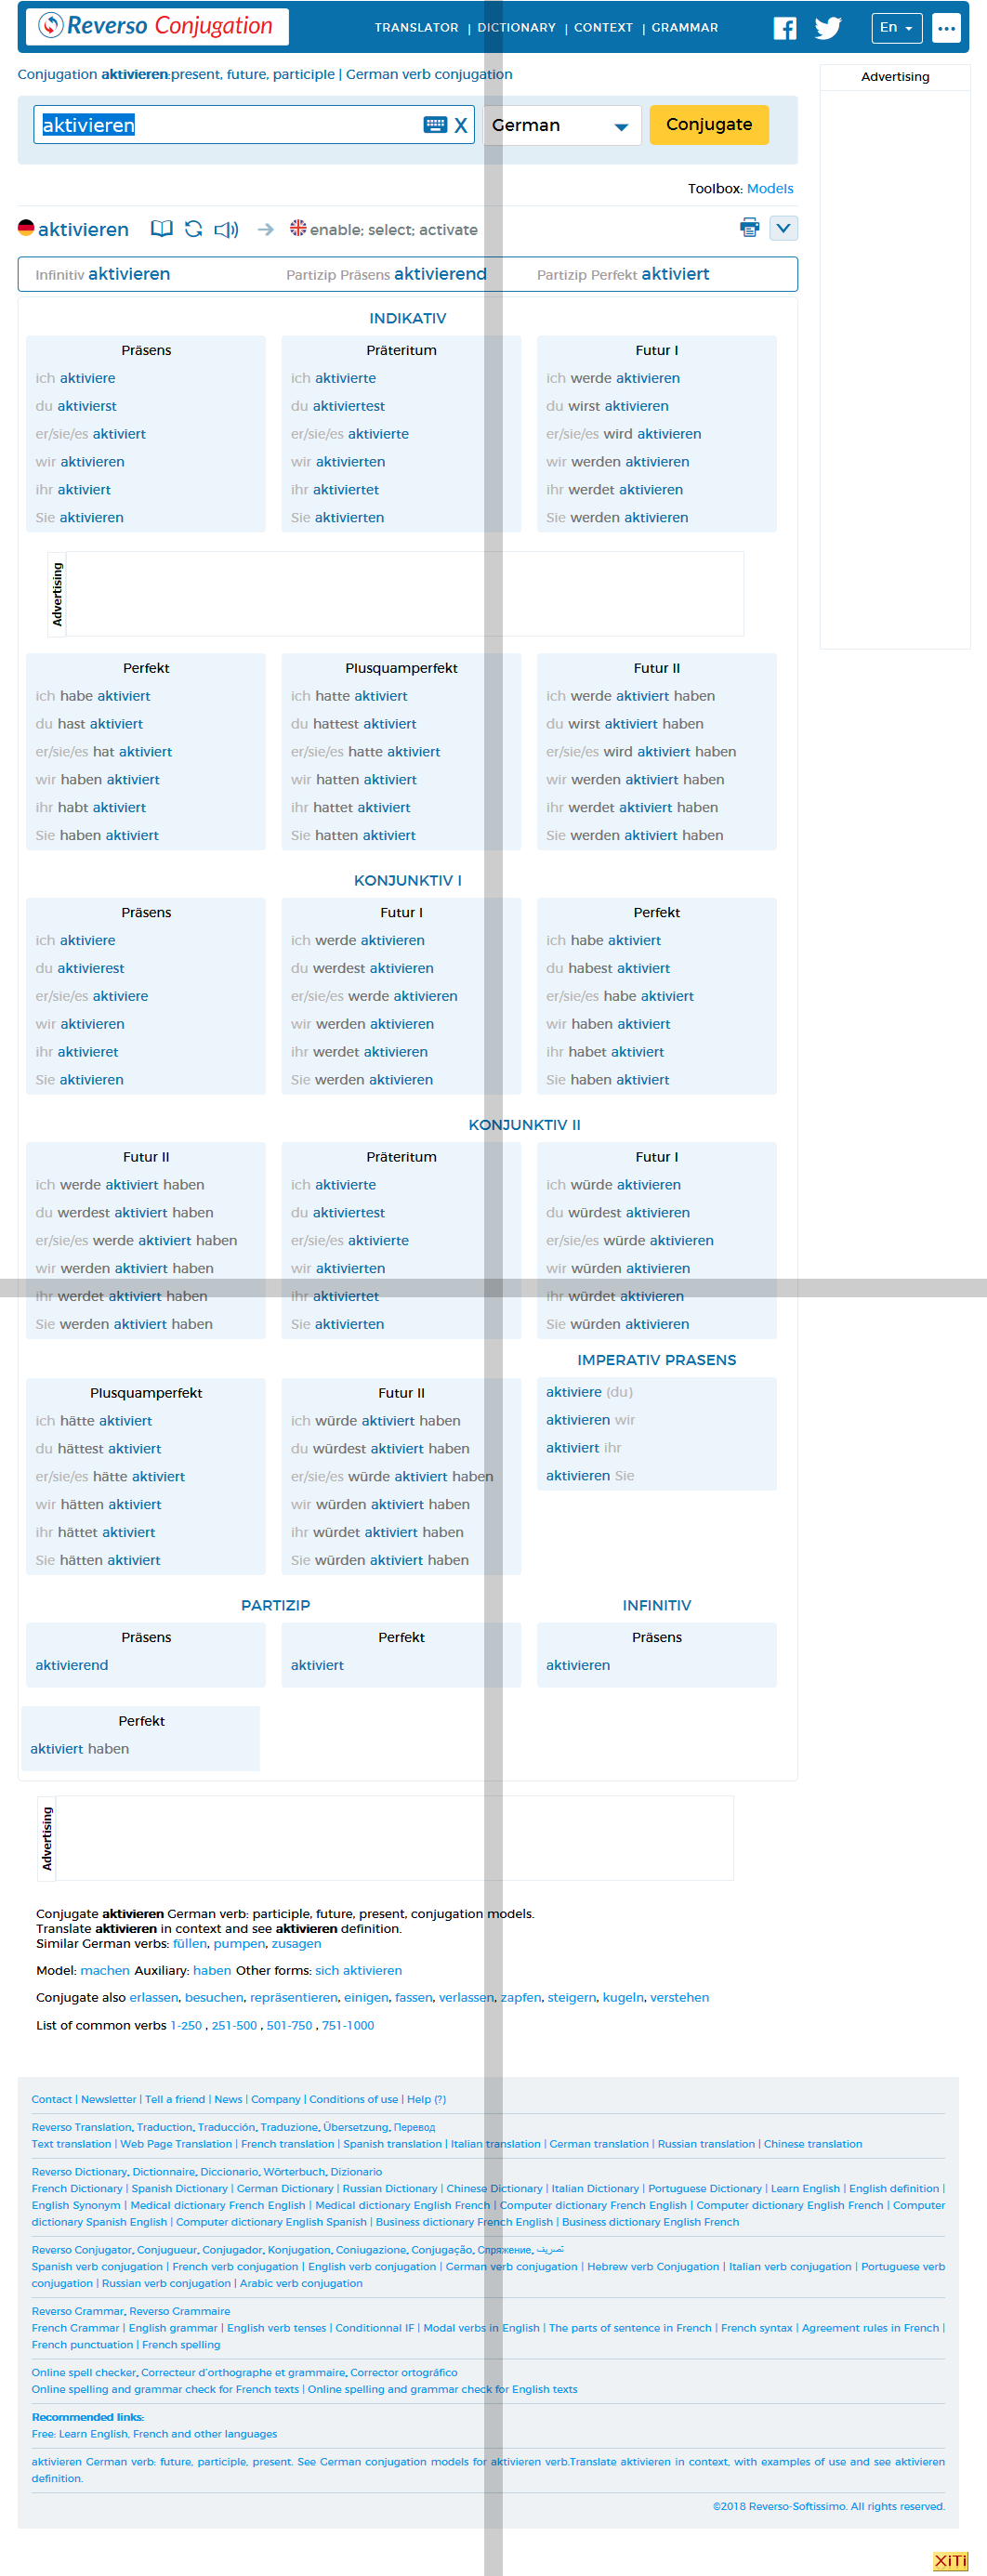 Reverso Conjugation
TRANSLATOR | DICTIONARY | CONTEXT | GRAMMAR
En
Conjugation aktivieren:present, future, participle | German verb conjugation
Advertising
aktivieren X German Conjugate
Toolbox: Models
aktivieren enable; select; activate
Infinitiv aktivieren Partizip Präsens aktivierend Partizip Perfekt aktiviert
INDIKATIV
Präsens
ich aktiviere
du aktivierst
er/sie/es aktiviert
wir aktivieren
ihr aktiviert
Sie aktivieren
Präteritum
ich aktivierte
du aktiviertest
er/sie/es aktivierte
wir aktivierten
ihr aktiviertet
Sie aktivierten
Futur I
ich werde aktivieren
du wirst aktivieren
er/sie/es wird aktivieren
wir werden aktivieren
ihr werdet aktivieren
Sie werden aktivieren
Advertising
Perfekt
ich habe aktiviert
du hast aktiviert
er/sie/es hat aktiviert
wir haben aktiviert
ihr habt aktiviert
Sie haben aktiviert
Plusquamperfekt
ich hatte aktiviert
du hattest aktiviert
er/sie/es hatte aktiviert
wir hatten aktiviert
ihr hattet aktiviert
Sie hatten aktiviert
Futur II
ich werde aktiviert haben
du wirst aktiviert haben
er/sie/es wird aktiviert haben
wir werden aktiviert haben
ihr werdet aktiviert haben
Sie werden aktiviert haben
KONJUNKTIV I
Präsens
ich aktiviere
du aktivierest
er/sie/es aktiviere
wir aktivieren
ihr aktivieret
Sie aktivieren
Futur I
ich werde aktivieren
du werdest aktivieren
er/sie/es werde aktivieren
wir werden aktivieren
ihr werdet aktivieren
Sie werden aktivieren
Perfekt
ich habe aktiviert
du habest aktiviert
er/sie/es habe aktiviert
wir haben aktiviert
ihr habet aktiviert
Sie haben aktiviert
KONJUNKTIV II
Futur II
ich werde aktiviert haben
du werdest aktiviert haben
er/sie/es werde aktiviert haben
wir werden aktiviert haben
ihr werdet aktiviert haben
Sie werden aktiviert haben
Präteritum
ich aktivierte
du aktiviertest
er/sie/es aktivierte
wir aktivierten
ihr aktiviertet
Sie aktivierten
Futur I
ich würde aktivieren
du würdest aktivieren
er/sie/es würde aktivieren
wir würden aktivieren
ihr würdet aktivieren
Sie würden aktivieren
Plusquamperfekt
ich hätte aktiviert
du hättest aktiviert
er/sie/es hätte aktiviert
wir hätten aktiviert
ihr hättet aktiviert
Sie hätten aktiviert
Futur II
ich würde aktiviert haben
du würdest aktiviert haben
er/sie/es würde aktiviert haben
wir würden aktiviert haben
ihr würdet aktiviert haben
Sie würden aktiviert haben
IMPERATIV PRASENS
aktiviere (du)
aktivieren wir
aktiviert ihr
aktivieren Sie
PARTIZIP
Präsens
aktivierend
Perfekt
aktiviert
INFINITIV
Präsens
aktivieren
Perfekt
aktiviert haben
Advertising
Conjugate aktivieren German verb: participle, future, present, conjugation models.
Translate aktivieren in context and see aktivieren definition.
Similar German verbs: füllen, pumpen, zusagen
Model: machen Auxiliary: haben Other forms: sich aktivieren
Conjugate also erlassen, besuchen, repräsentieren, einigen, fassen, verlassen, zapfen, steigern, kugeln, verstehen
List of common verbs 1-250 , 251-500 , 501-750 , 751-1000
Contact | Newsletter | Tell a friend | News | Company | Conditions of use | Help (?)
Reverso Translation, Traduction, Traducción, Traduzione, Übersetzung, Перевод
Text translation | Web Page Translation | French translation | Spanish translation | Italian translation | German translation | Russian translation | Chinese translation
Reverso Dictionary, Dictionnaire, Diccionario, Wörterbuch, Dizionario
French Dictionary | Spanish Dictionary | German Dictionary | Russian Dictionary | Chinese Dictionary | Italian Dictionary | Portuguese Dictionary | Learn English | English definition |
English Synonym | Medical dictionary French English | Medical dictionary English French | Computer dictionary French English | Computer dictionary English French | Computer
dictionary Spanish English | Computer dictionary English Spanish | Business dictionary French English | Business dictionary English French
Reverso Conjugator, Conjugueur, Conjugador, Konjugation, Coniugazione, Conjugação, Спряжение, تصريف
Spanish verb conjugation | French verb conjugation | English verb conjugation | German verb conjugation | Hebrew verb Conjugation | Italian verb conjugation | Portuguese verb
conjugation | Russian verb conjugation | Arabic verb conjugation
Reverso Grammar, Reverso Grammaire
French Grammar | English grammar | English verb tenses | Conditionnal IF | Modal verbs in English | The parts of sentence in French | French syntax | Agreement rules in French |
French punctuation | French spelling
Online spell checker, Correcteur d'orthographe et grammaire, Corrector ortográfico
Online spelling and grammar check for French texts | Online spelling and grammar check for English texts
Recommended links:
Free: Learn English, French and other languages
aktivieren German verb: future, participle, present. See German conjugation models for aktivieren verb.Translate aktivieren in context, with examples of use and see aktivieren
definition.
©2018 Reverso-Softissimo. All rights reserved.
XiTi